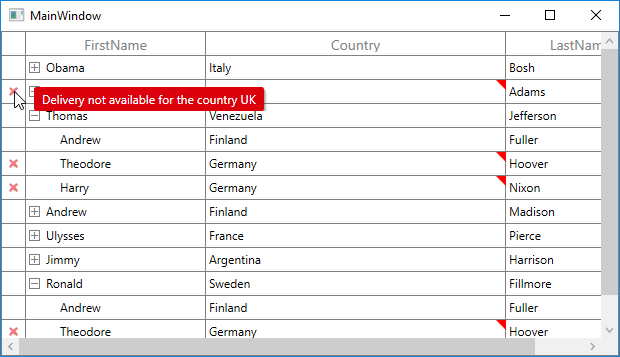 MainWindow
FirstName Country LastNam
Obama Italy Bosh
Adams
Delivery not available for the country UK
Thomas Venezuela Jefferson
Andrew Finland Fuller
Theodore Germany Hoover
Harry Germany Nixon
Andrew Finland Madison
Ulysses France Pierce
Jimmy Argentina Harrison
Ronald Sweden Fillmore
Andrew Finland Fuller
Theodore Germany Hoover